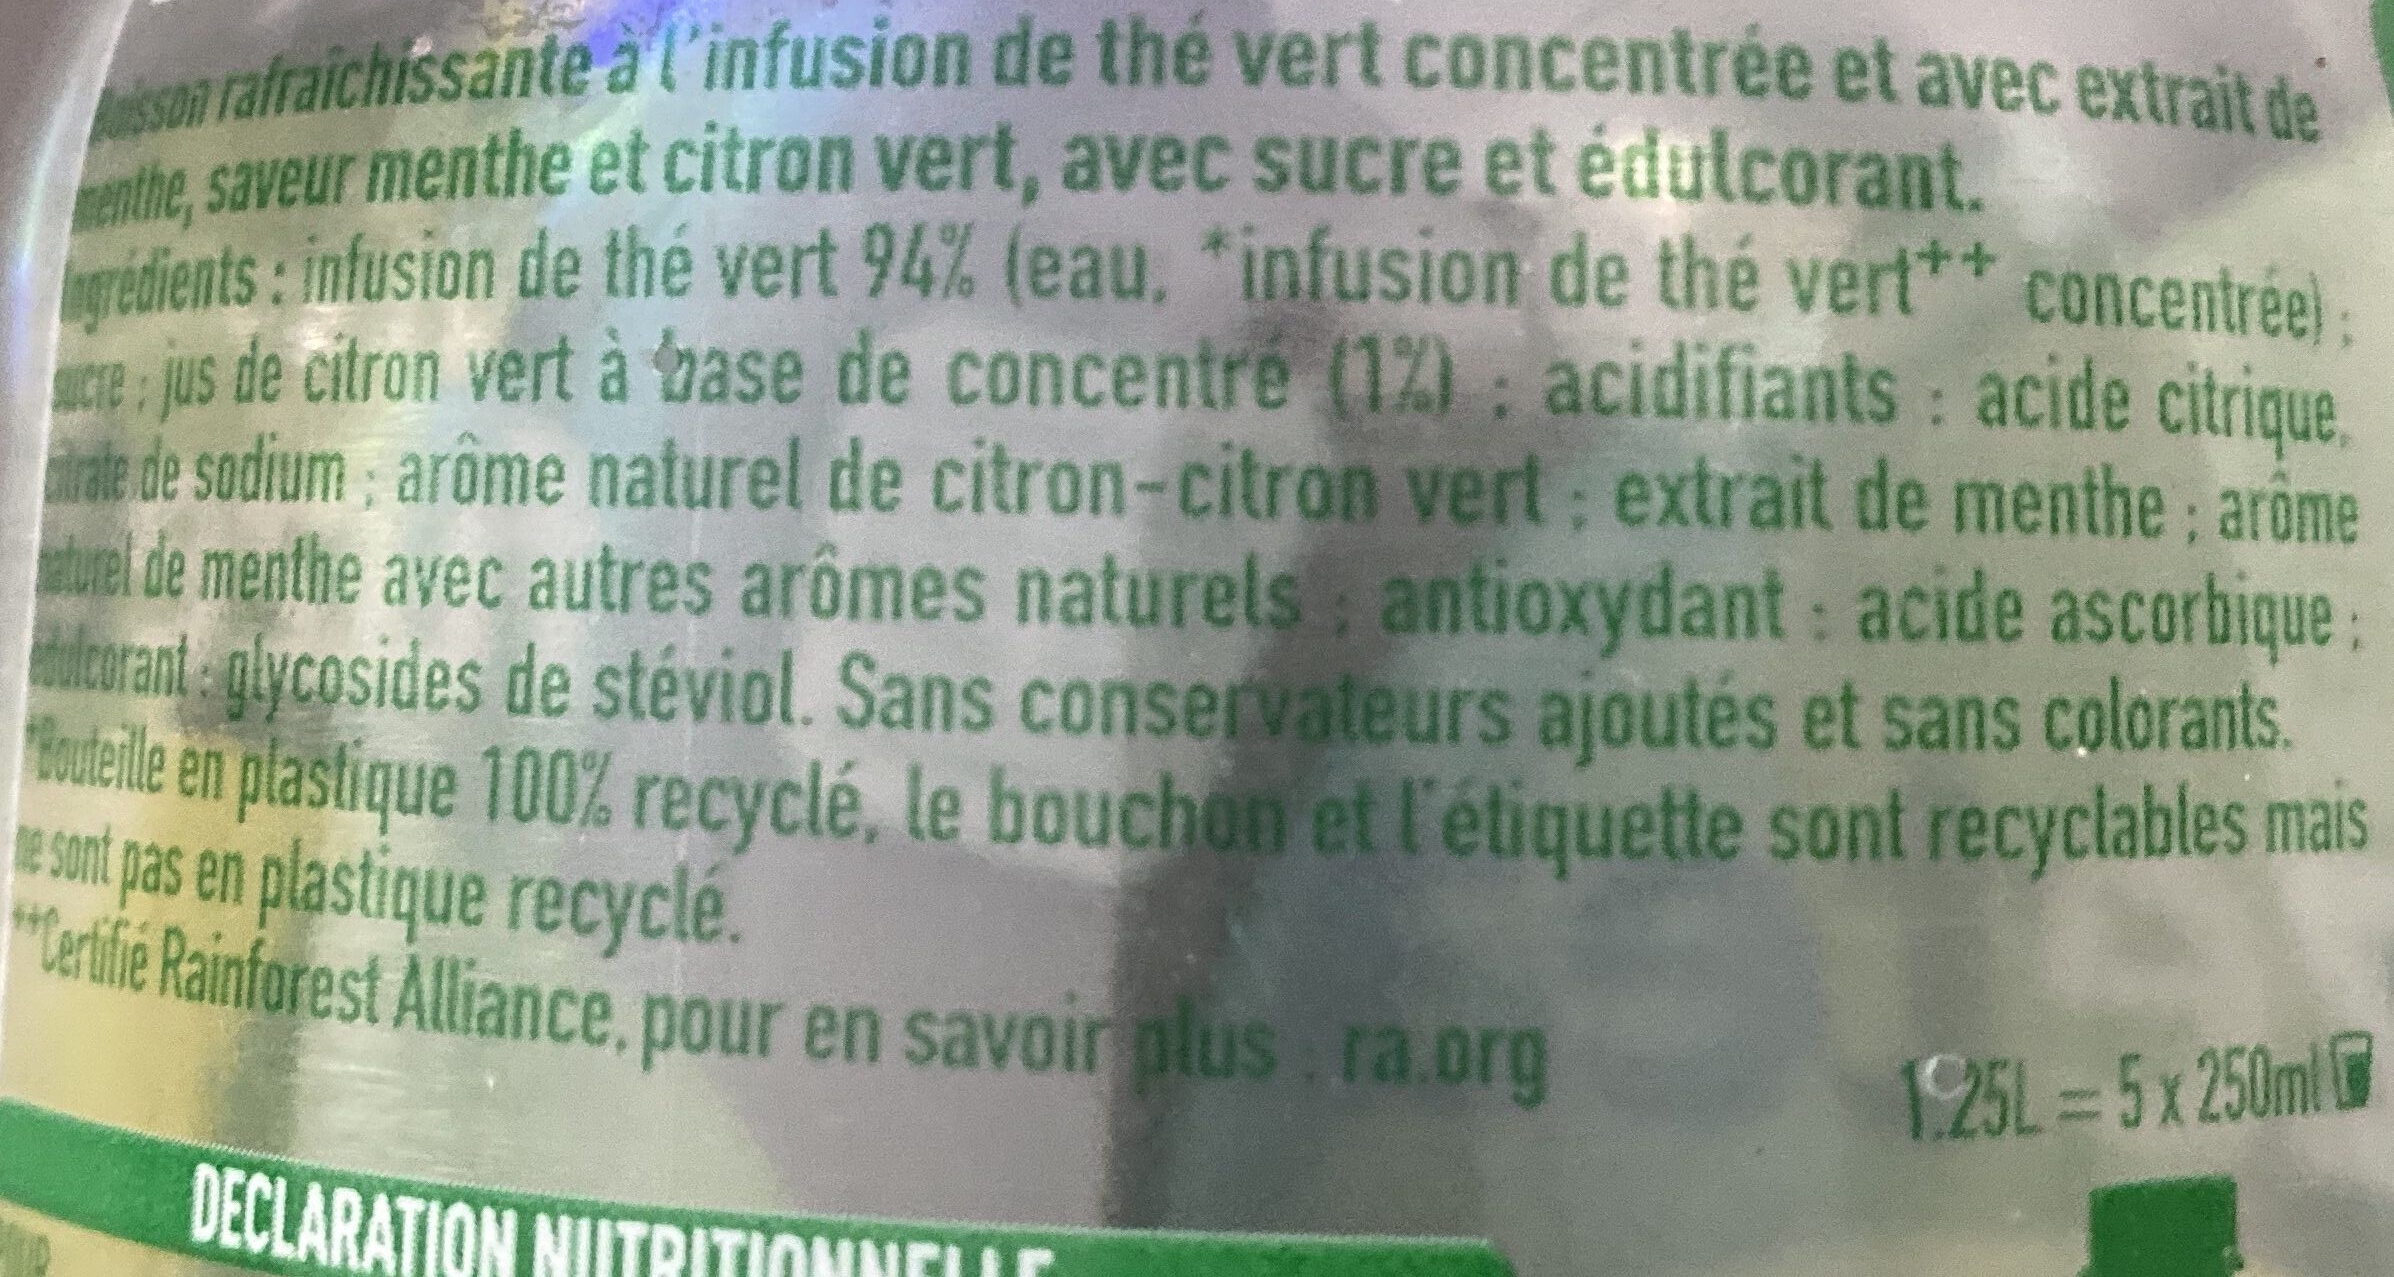 Boisson rafraîchissante à l'infusion de thé vert concentrée et avec extrait de
menthe, saveur menthe et citron vert, avec sucre et édulcorant.
Ingrédients : infusion de thé vert 94% (eau, *infusion de thé vert++ concentrée) ;
sucre ; jus de citron vert à base de concentré (1%) ; acidifiants : acide citrique,
citrate de sodium ; arôme naturel de citron-citron vert ; extrait de menthe ; arôme
naturel de menthe avec autres arômes naturels ; antioxydant : acide ascorbique ;
édulcorant : glycosides de stéviol. Sans conservateurs ajoutés et sans colorants.
*Bouteille en plastique 100% recyclé, le bouchon et l'étiquette sont recyclables mais
ne sont pas en plastique recyclé.
++Certifié Rainforest Alliance, pour en savoir plus : ra.org
1.25L = 5 x 250ml
DECLARATION NUTRITIONNELLE